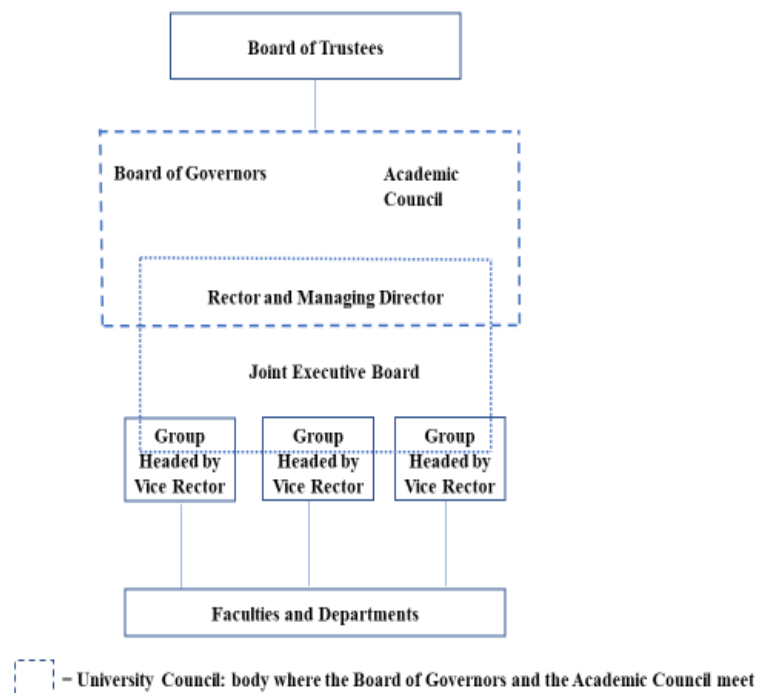 Board of Trustees
Board of Governors
Academic
Council
Rector and Managing Director
Joint Executive Board
Group
Headed by
Vice Rector
Group
Headed by
Vice Rector
Group
Headed by
Vice Rector
Faculties and Departments
= University Council: body where the Board of Governors and the Academic Council meet